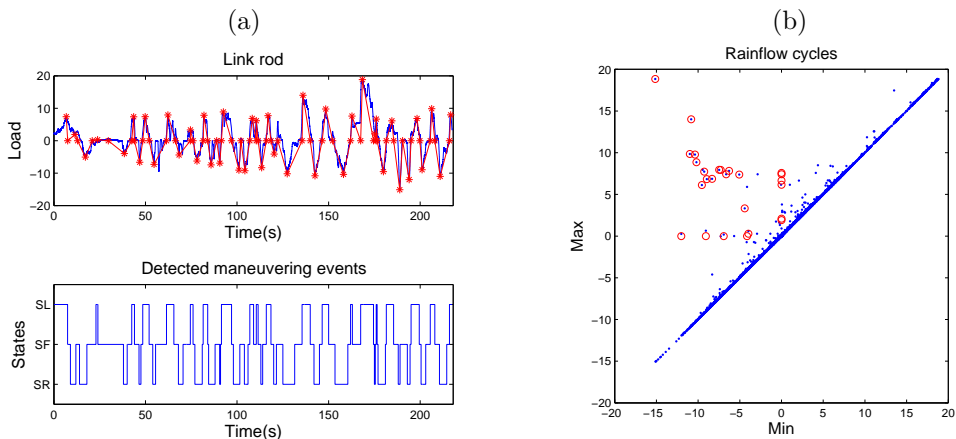 (a)
Link rod
Load
20
10
0
−10
−20
0
50
100
150
200
Time(s)
Detected maneuvering events
States
SL
SF
SR
0
50
100
150
200
Time(s)
(b)
Rainflow cycles
Max
20
15
10
5
0
−5
−10
−15
−20
−20
−15
−10
−5
0
5
10
15
20
Min